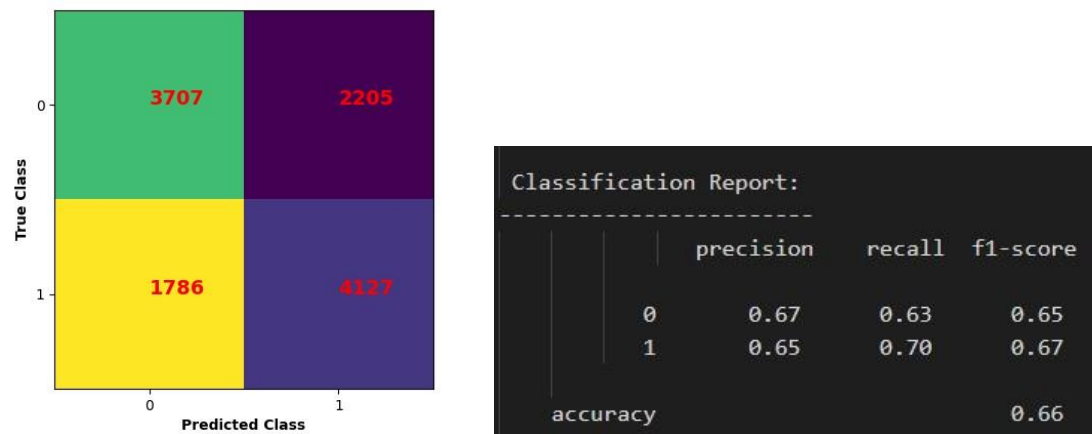 True Class
0
3707 2205
1
1786 4127
0 1
Predicted Class
Classification Report:
------------------------
precision recall f1-score
0 0.67 0.63 0.65
1 0.65 0.70 0.67
accuracy 0.66